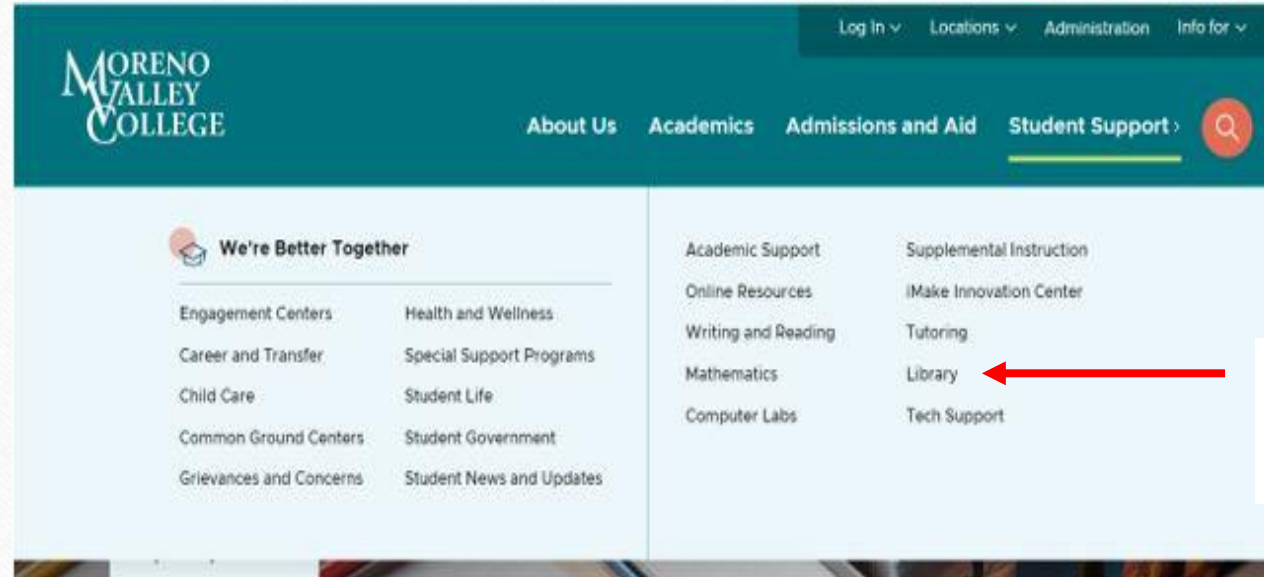 Log In Locations Administration Info for
MORENO
VALLEY
COLLEGE
About Us Academics Admissions and Aid Student Support
We're Better Together
Engagement Centers
Career and Transfer
Child Care
Common Ground Centers
Grievances and Concerns
Health and Wellness
Special Support Programs
Student Life
Student Government
Student News and Updates
Academic Support
Online Resources
Writing and Reading
Mathematics
Computer Labs
Supplemental Instruction
iMake Innovation Center
Tutoring
Library
Tech Support